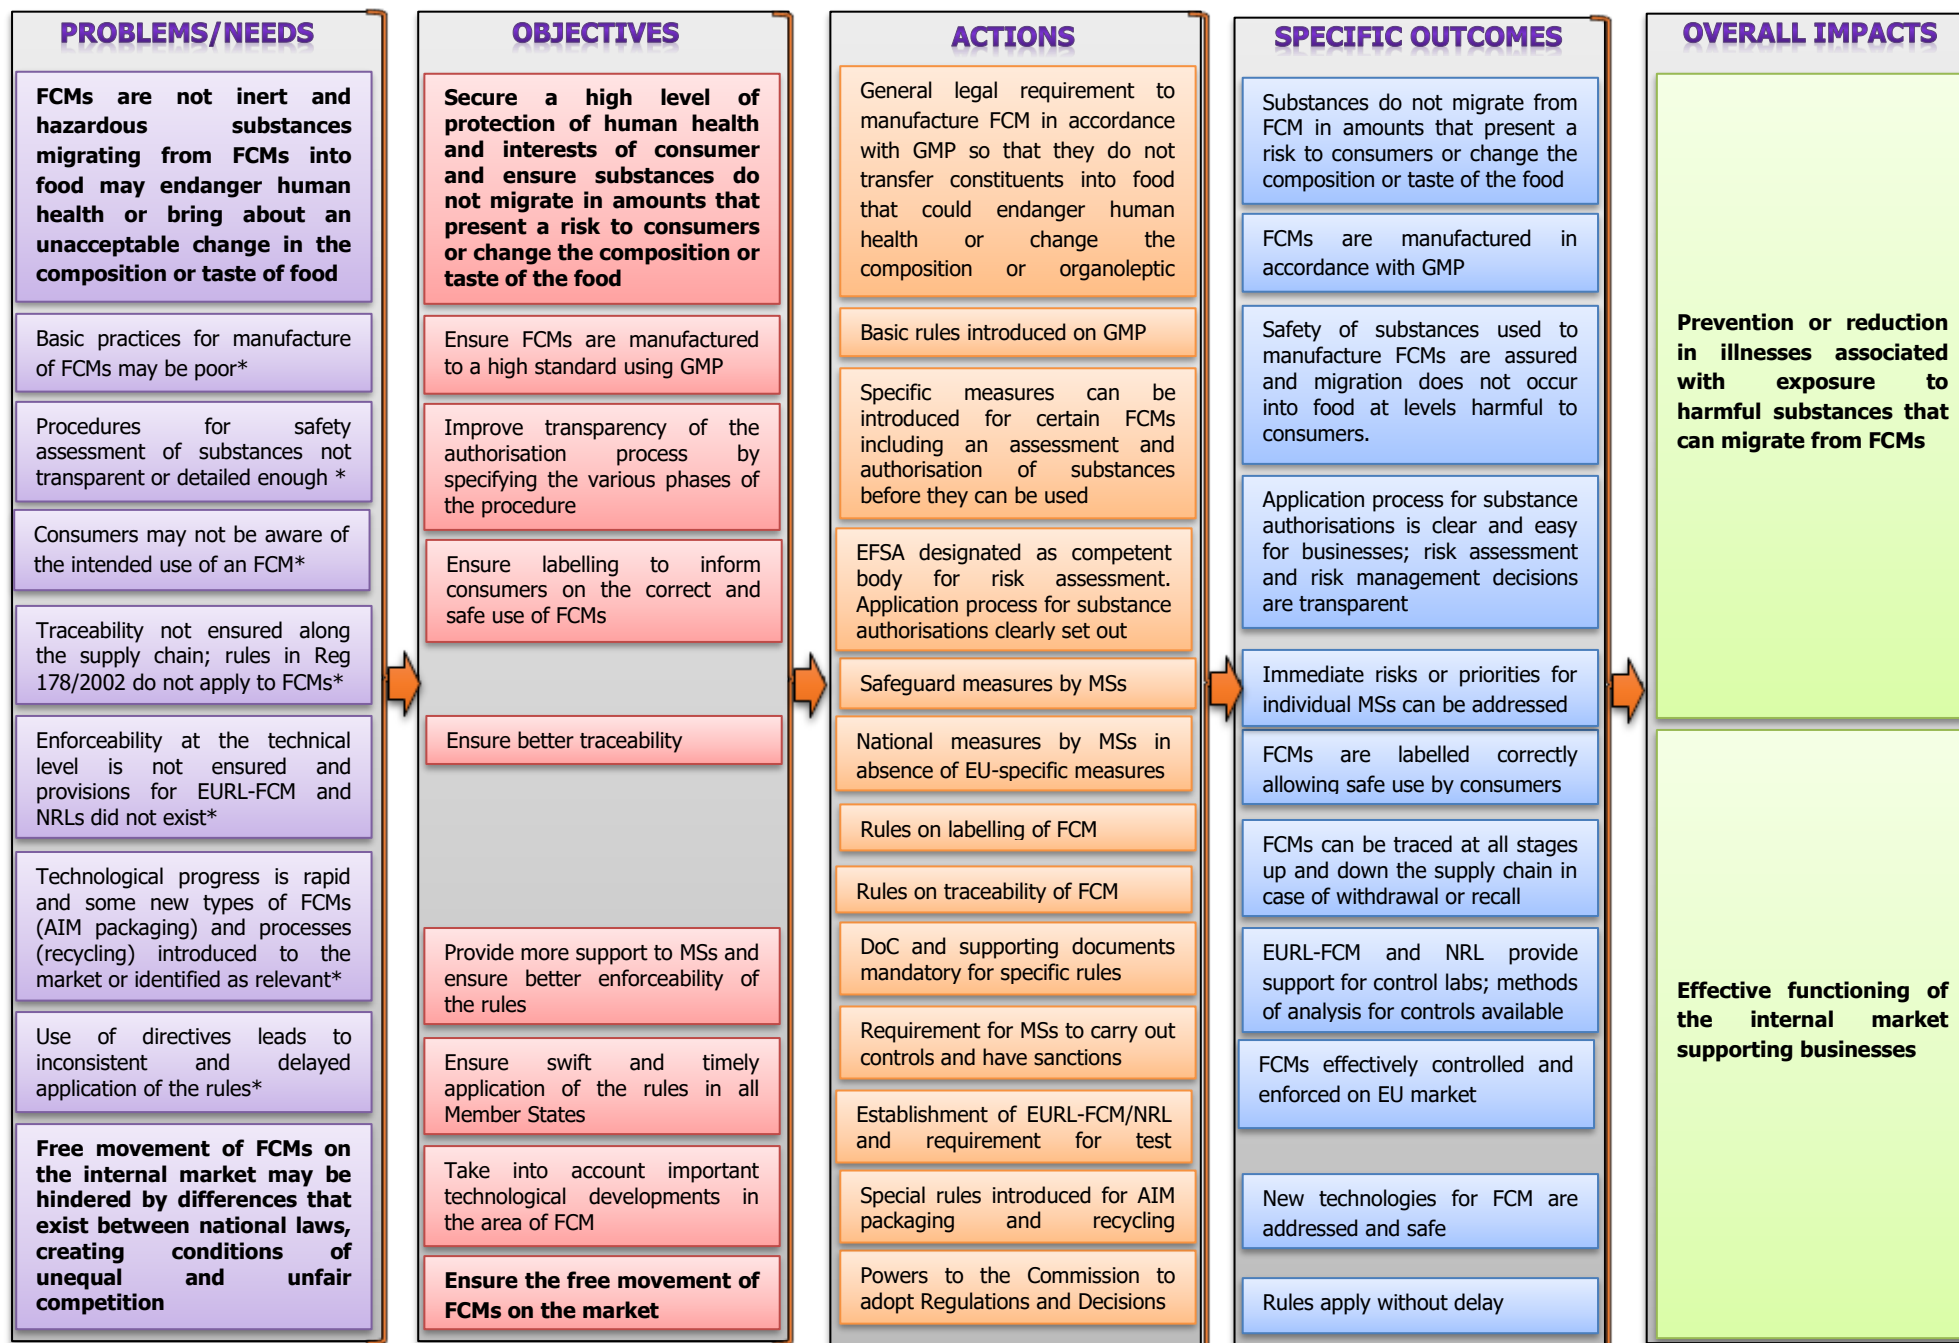 PROBLEMS/NEEDS
FCMs are not inert and
hazardous substances
migrating from FCMs into
food may endanger human
health or bring about an
unacceptable change in the
composition or taste of food
Basic practices for manufacture
of FCMs may be poor*
Procedures for safety
assessment of substances not
transparent or detailed enough *
Consumers may not be aware of
the intended use of an FCM*
Traceability not ensured along
the supply chain; rules in Reg
178/2002 do not apply to FCMs*
Enforceability at the technical
level is not ensured and
provisions for EURL-FCM and
NRLs did not exist*
Technological progress is rapid
and some new types of FCMs
(AIM packaging) and processes
(recycling) introduced to the
market or identified as relevant*
Use of directives leads to
inconsistent and delayed
application of the rules*
Free movement of FCMs on
the internal market may be
hindered by differences that
exist between national laws,
creating conditions of
unequal and unfair
competition
OBJECTIVES
Secure a high level of
protection of human health
and interests of consumer
and ensure substances do
not migrate in amounts that
present a risk to consumers
or change the composition or
taste of the food
Ensure FCMs are manufactured
to a high standard using GMP
Improve transparency of the
authorisation process by
specifying the various phases of
the procedure
Ensure labelling to inform
consumers on the correct and
safe use of FCMs
Ensure better traceability
Provide more support to MSs and
ensure better enforceability of
the rules
Ensure swift and timely
application of the rules in all
Member States
Take into account important
technological developments in
the area of FCM
Ensure the free movement of
FCMs on the market
ACTIONS
General legal requirement to
manufacture FCM in accordance
with GMP so that they do not
transfer constituents into food
that could endanger human
health or change the
composition or organoleptic
Basic rules introduced on GMP
Specific measures can be
introduced for certain FCMs
including an assessment and
authorisation of substances
before they can be used
EFSA designated as competent
body for risk assessment.
Application process for substance
authorisations clearly set out
Safeguard measures by MSs
National measures by MSs in
absence of EU-specific measures
Rules on labelling of FCM
Rules on traceability of FCM
DoC and supporting documents
mandatory for specific rules
Requirement for MSs to carry out
controls and have sanctions
Establishment of EURL-FCM/NRL
and requirement for test
Special rules introduced for AIM
packaging and recycling
Powers to the Commission to
adopt Regulations and Decisions
SPECIFIC OUTCOMES
Substances do not migrate from
FCM in amounts that present a
risk to consumers or change the
composition or taste of the food
FCMs are manufactured in
accordance with GMP
Safety of substances used to
manufacture FCMs are assured
and migration does not occur
into food at levels harmful to
consumers.
Application process for substance
authorisations is clear and easy
for businesses; risk assessment
and risk management decisions
are transparent
Immediate risks or priorities for
individual MSs can be addressed
FCMs are labelled correctly
allowing safe use by consumers
FCMs can be traced at all stages
up and down the supply chain in
case of withdrawal or recall
EURL-FCM and NRL provide
support for control labs; methods
of analysis for controls available
FCMs effectively controlled and
enforced on EU market
New technologies for FCM are
addressed and safe
Rules apply without delay
OVERALL IMPACTS
Prevention or reduction
in illnesses associated
with exposure to
harmful substances that
can migrate from FCMs
Effective functioning of
the internal market
supporting businesses